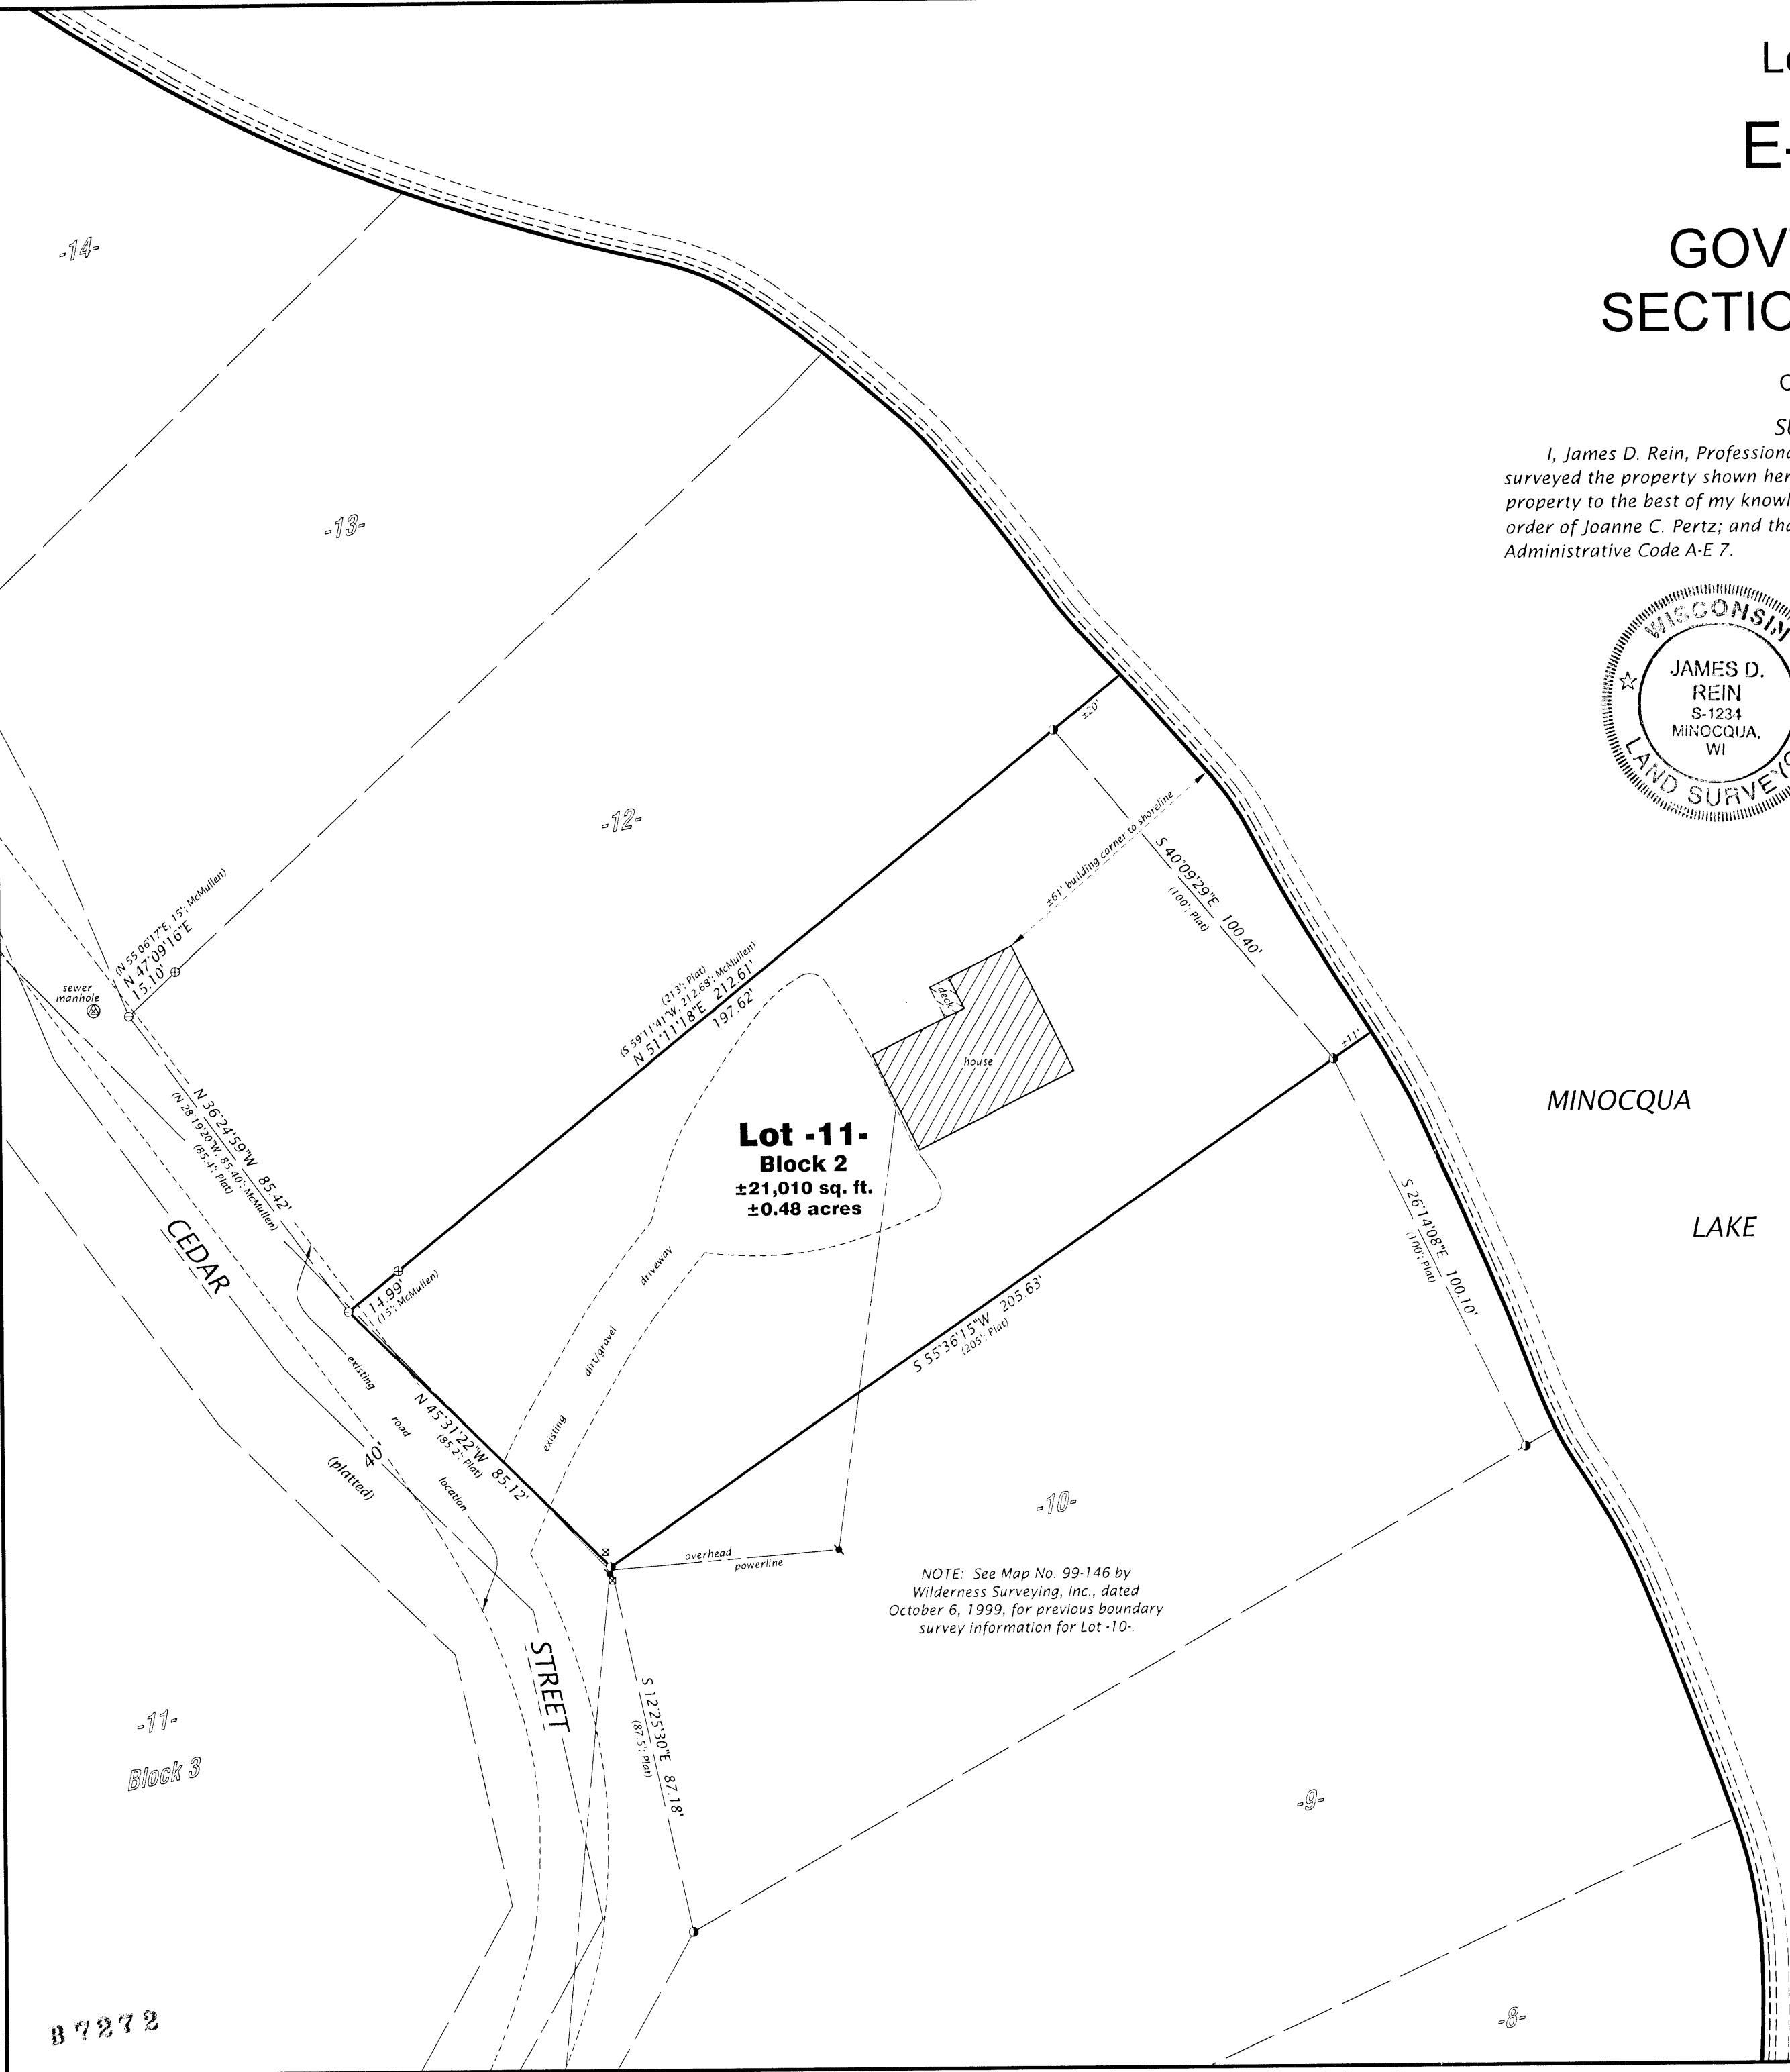 Lo
E-
GOV'
SECTIO
SU
I, James D. Rein, Professiona
surveyed the property shown her
property to the best of my knowl
order of Joanne C. Pertz; and tha
Administrative Code A-E 7.
WISCONSIN
JAMES D.
REIN
S-1234
MINOCQUA,
WI
LAND SURVEYO
-14-
-13-
-12-
±20'
±61' building corner to shoreline
S 40°09'29"E 100.40'
(100'; Plat)
(N 55°06'17"E, 15'; McMullen)
N 47°09'16"E
15.10'
sewer
manhole
(213'; Plat)
(S 59°11'41"W, 212.68'; McMullen)
N 51°11'18"E 212.61'
197.62'
deck
house
±11'
MINOCQUA
LAKE
Lot -11-
Block 2
±21,010 sq. ft.
±0.48 acres
N 36°24'59"W 85.42'
(N 28°19'20"W, 85.40'; McMullen)
(85.4'; Plat)
CEDAR
14.99'
(15'; McMullen)
existing
road
location
existing
dirt/gravel
driveway
S 26°14'08"E 100.10'
(100'; Plat)
S 55°36'15"W 205.63'
(205'; Plat)
N 45°31'22"W 85.12'
(85.2'; Plat)
40'
(platted)
-10-
overhead
powerline
NOTE: See Map No. 99-146 by
Wilderness Surveying, Inc., dated
October 6, 1999, for previous boundary
survey information for Lot -10-.
STREET
S 12°25'30"E 87.18'
(87.5'; Plat)
-11-
Block 3
-9-
-8-
B7272